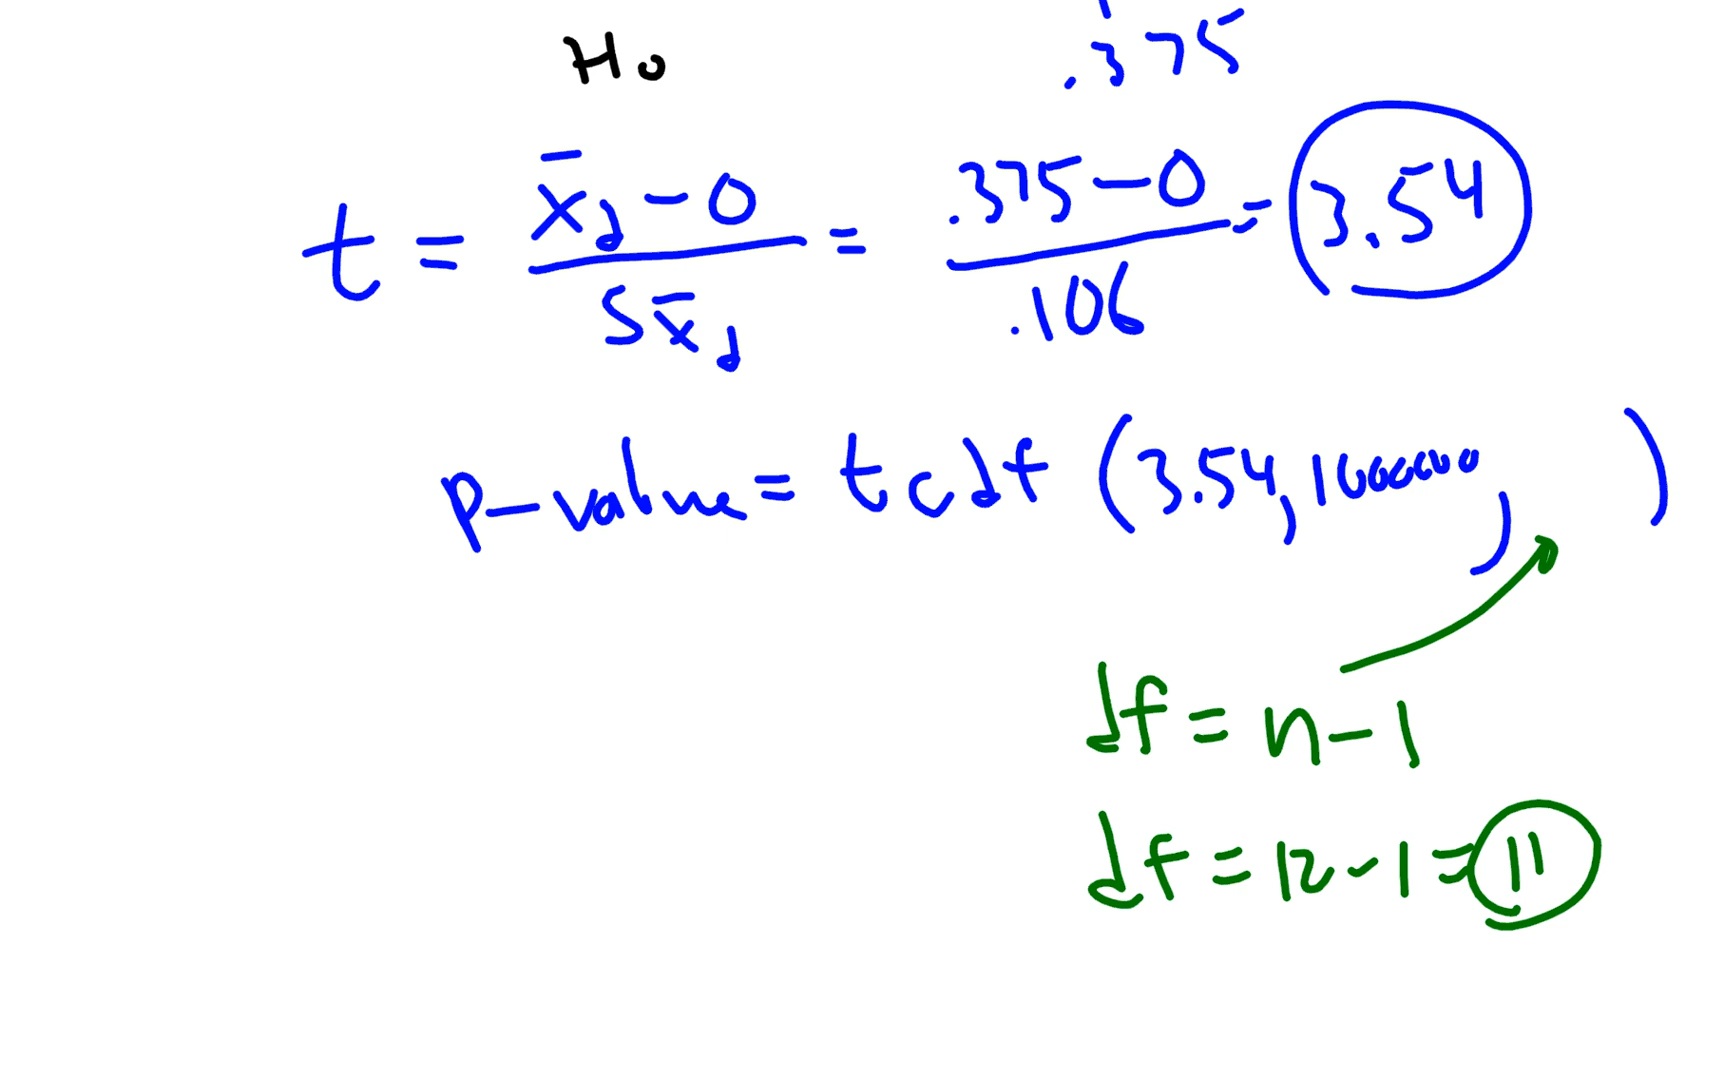 H₀
.375
t = x̄d - 0 / Sx̄d = .375 - 0 / .106 = 3.54
p-value = tcdf (3.54, 1000000, )
df = n - 1
df = 12 - 1 = 11